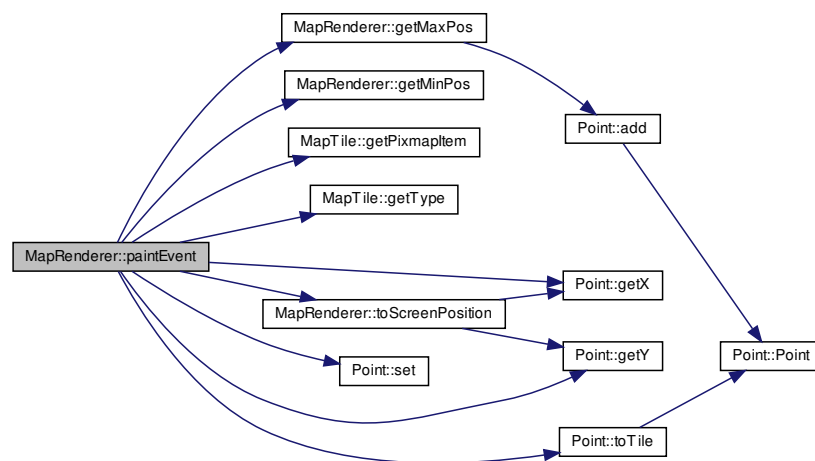 MapRenderer::getMaxPos
MapRenderer::getMinPos
Point::add
MapTile::getPixmapItem
MapTile::getType
MapRenderer::paintEvent
Point::getX
MapRenderer::toScreenPosition
Point::getY
Point::Point
Point::set
Point::toTile